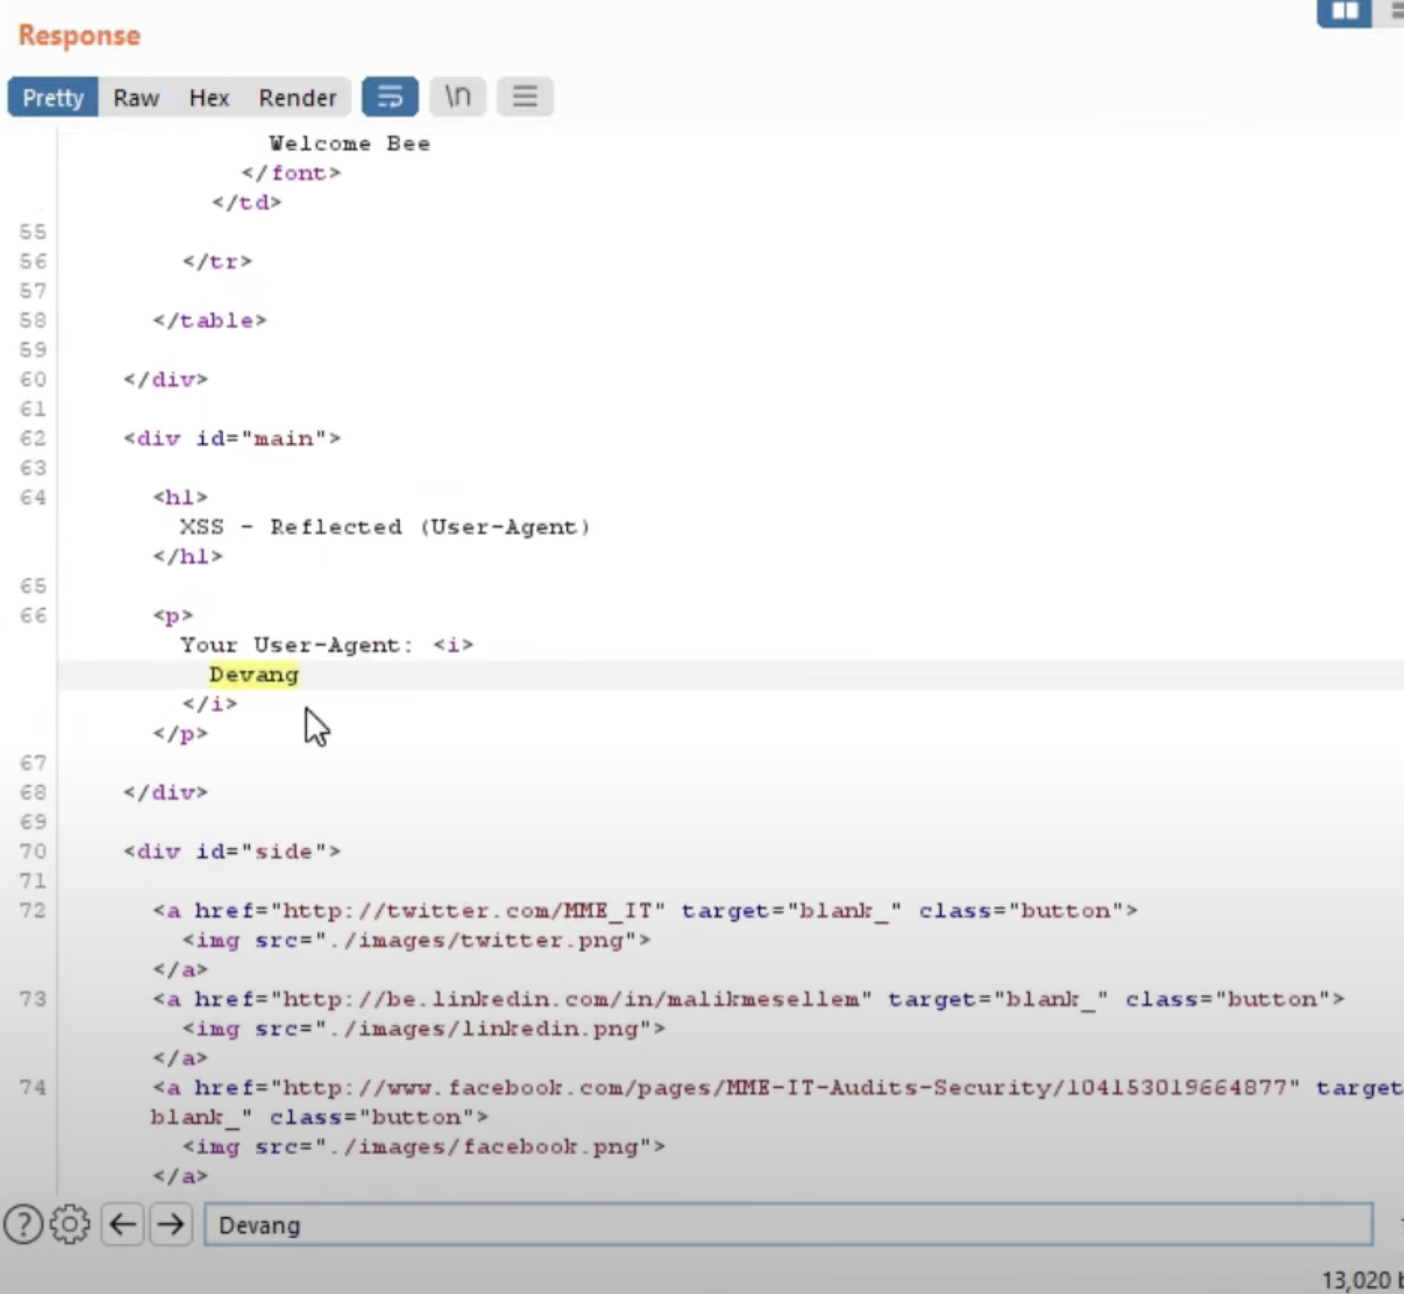 Response
Pretty Raw Hex Render \n
Welcome Bee
</font>
</td>
55
56 </tr>
57
58 </table>
59
60 </div>
61
62 <div id="main">
63
64 <h1>
XSS - Reflected (User-Agent)
</h1>
65
66 <p>
Your User-Agent: <i>
Devang
</i>
</p>
67
68 </div>
69
70 <div id="side">
71
72 <a href="http://twitter.com/MME_IT" target="blank_" class="button">
<img src="./images/twitter.png">
</a>
73 <a href="http://be.linkedin.com/in/malikmesellem" target="blank_" class="button">
<img src="./images/linkedin.png">
</a>
74 <a href="http://www.facebook.com/pages/MME-IT-Audits-Security/104153019664877" target
blank_" class="button">
<img src="./images/facebook.png">
</a>
? Devang
13,020 b